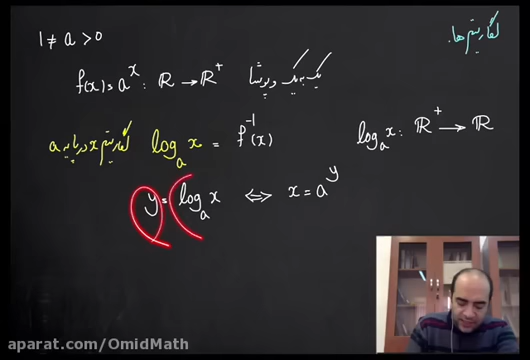 لگاریتم‌ها.
1 ≠ a > 0
f(x) = a^x : ℝ → ℝ^+ یک به یک و پوشا
لگاریتم x در پایه a log_a x = f^{-1}(x) log_a x : ℝ^+ → ℝ
y = log_a x ⇔ x = a^y
aparat.com/OmidMath